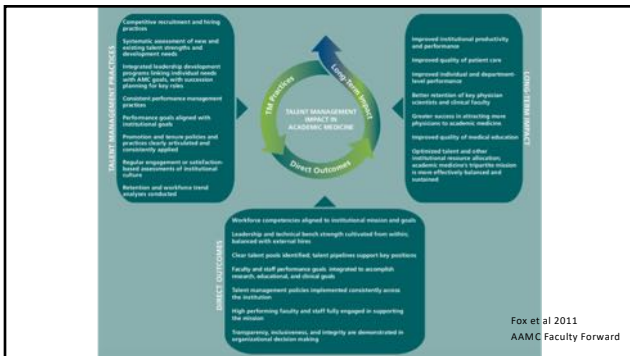 TALENT MANAGEMENT PRACTICES
Competitive recruitment and hiring
practices
Systematic assessment of new and
existing talent strengths and
development needs
Integrated leadership development
programs linking individual needs
with AMC goals, with succession
planning for key roles
Consistent performance management
practices
Performance goals aligned with
institutional goals
Promotion and tenure policies and
practices clearly articulated and
consistently applied
Regular engagement or satisfaction-
based assessments of institutional
culture
Retention and workforce trend
analyses conducted
TM Practices
Long-Term Impact
Direct Outcomes
TALENT MANAGEMENT
IMPACT IN
ACADEMIC MEDICINE
LONG-TERM IMPACT
Improved institutional productivity
and performance
Improved quality of patient care
Improved individual and department-
level performance
Better retention of key physician
scientists and clinical faculty
Greater success in attracting more
physicians to academic medicine
Improved quality of medical education
Optimized talent and other
institutional resource allocation;
academic medicine's tripartite mission
is more effectively balanced and
sustained
DIRECT OUTCOMES
Workforce competencies aligned to institutional mission and goals
Leadership and technical bench strength cultivated from within;
balanced with external hires
Clear talent pools identified; talent pipelines support key positions
Faculty and staff performance goals integrated to accomplish
research, educational, and clinical goals
Talent management policies implemented consistently across
the institution
High performing faculty and staff fully engaged in supporting
the mission
Transparency, inclusiveness, and integrity are demonstrated in
organizational decision making
Fox et al 2011
AAMC Faculty Forward